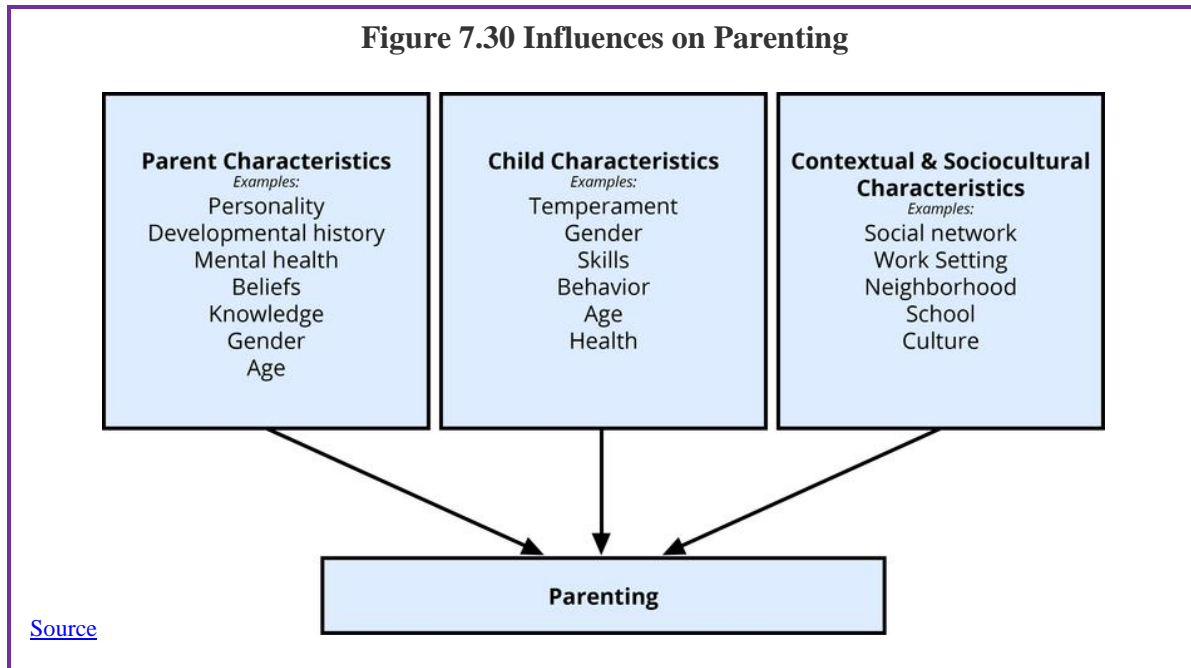 Figure 7.30 Influences on Parenting
Parent Characteristics
Examples:
Personality
Developmental history
Mental health
Beliefs
Knowledge
Gender
Age
Child Characteristics
Examples:
Temperament
Gender
Skills
Behavior
Age
Health
Contextual & Sociocultural
Characteristics
Examples:
Social network
Work Setting
Neighborhood
School
Culture
Parenting
Source